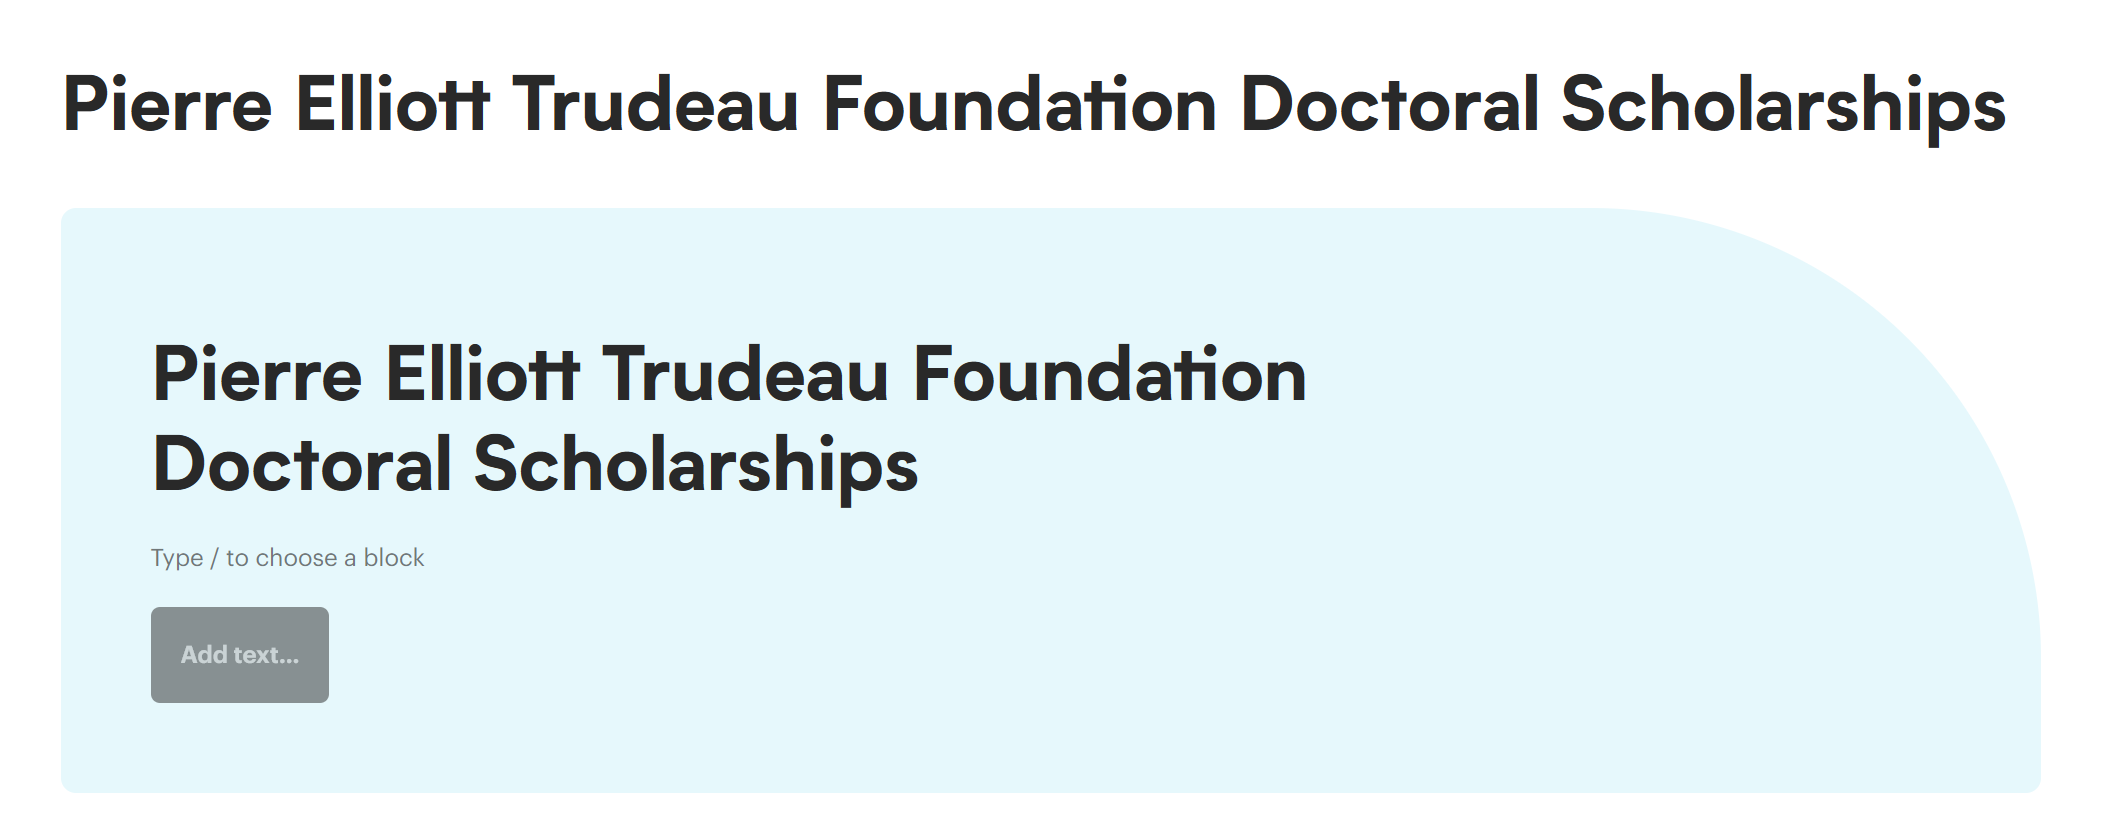 Pierre Elliott Trudeau Foundation Doctoral Scholarships
Pierre Elliott Trudeau Foundation
Doctoral Scholarships
Type / to choose a block
Add text...